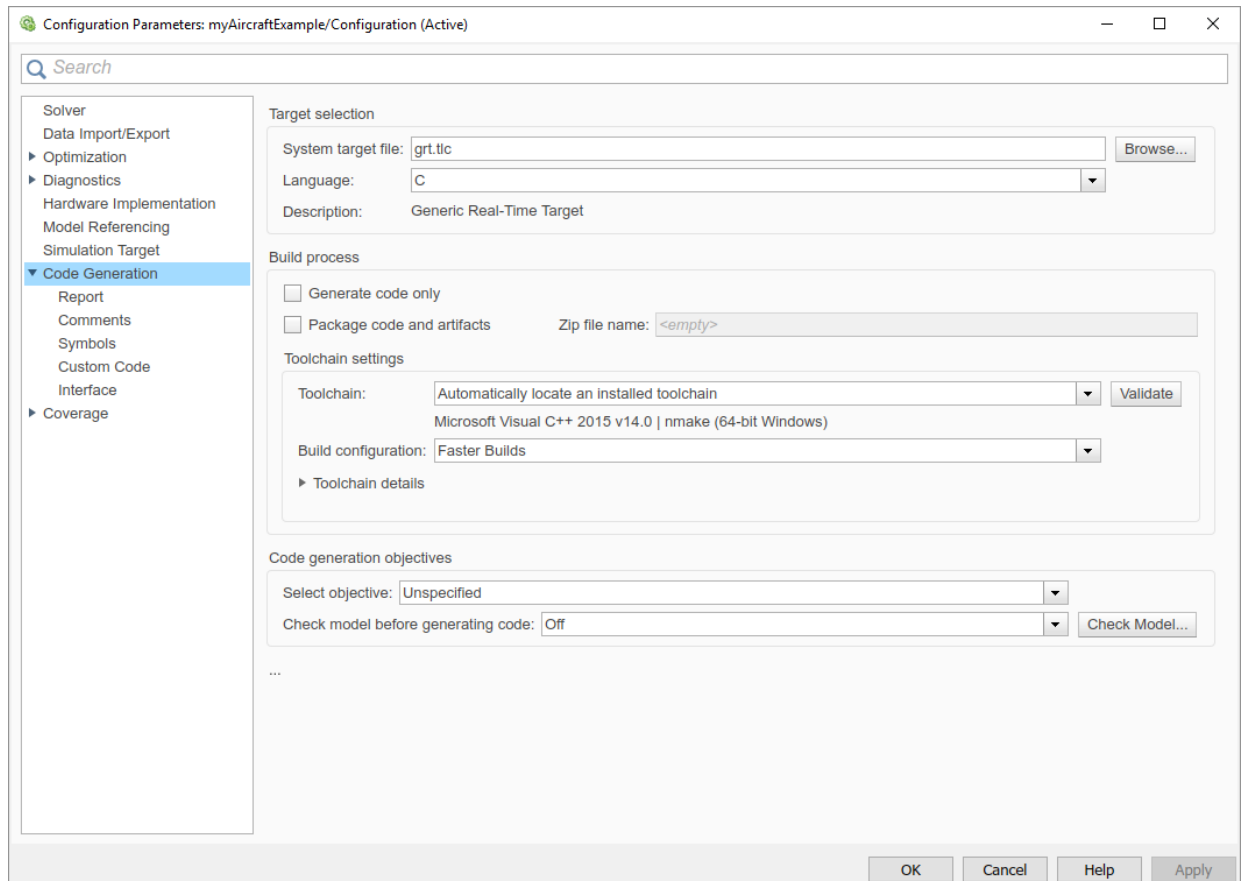 Configuration Parameters: myAircraftExample/Configuration (Active)
Search
Solver
Data Import/Export
Optimization
Diagnostics
Hardware Implementation
Model Referencing
Simulation Target
Code Generation
Report
Comments
Symbols
Custom Code
Interface
Coverage
Target selection
System target file: grt.tlc Browse...
Language: C
Description: Generic Real-Time Target
Build process
Generate code only
Package code and artifacts Zip file name: <empty>
Toolchain settings
Toolchain: Automatically locate an installed toolchain Validate
Microsoft Visual C++ 2015 v14.0 | nmake (64-bit Windows)
Build configuration: Faster Builds
Toolchain details
Code generation objectives
Select objective: Unspecified
Check model before generating code: Off Check Model...
...
OK Cancel Help Apply